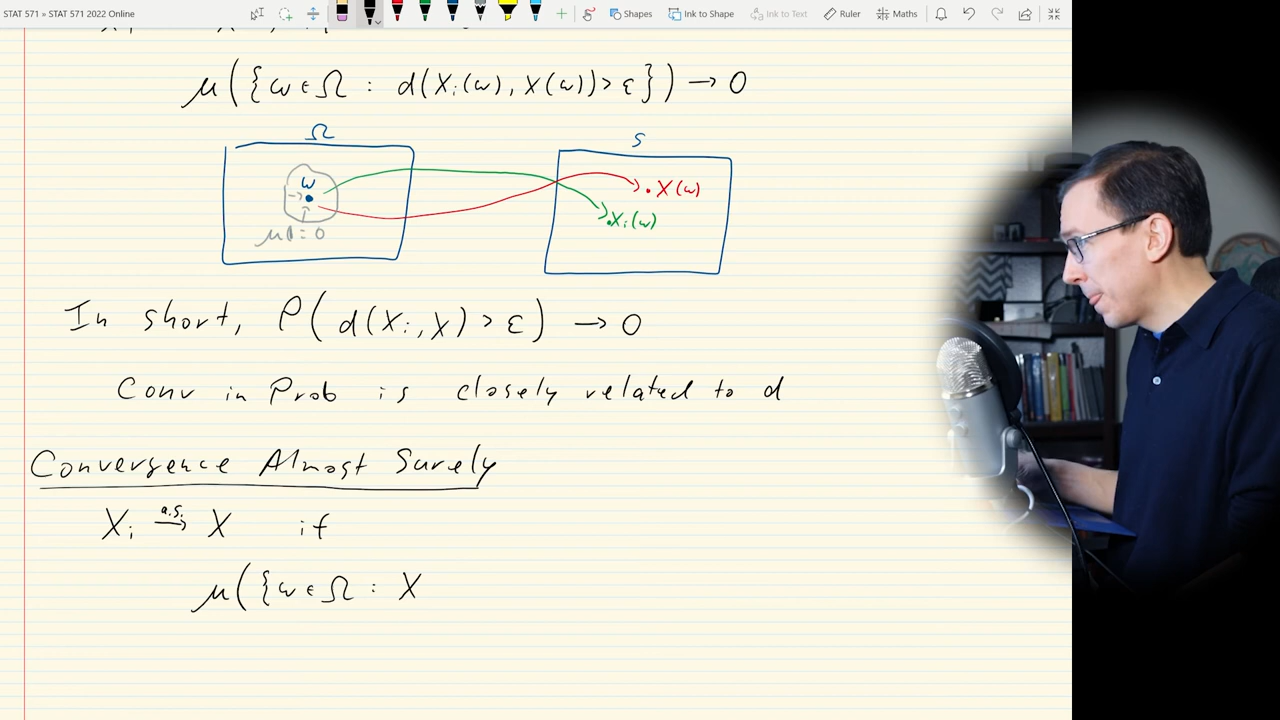 STAT 571 » STAT 571 2022 Online
Shapes Ink to Shape Ink to Text Ruler Maths
μ({ω∈Ω : d(Xᵢ(ω), X(ω))>ε}) → 0
Ω S
ω
X(ω)
Xᵢ(ω)
In short, P(d(Xᵢ, X) > ε) → 0
Conv in Prob is closely related to d
Convergence Almost Surely
Xᵢ a.s.→ X if
μ({ω∈Ω : X